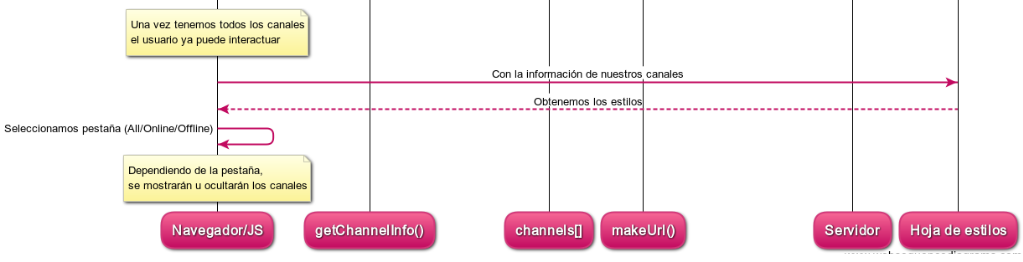 Una vez tenemos todos los canales
el usuario ya puede interactuar
Con la información de nuestros canales
Obtenemos los estilos
Seleccionamos pestaña (All/Online/Offline)
Dependiendo de la pestaña,
se mostrarán u ocultarán los canales
Navegador/JS
getChannelInfo()
channels[]
makeUrl()
Servidor
Hoja de estilos